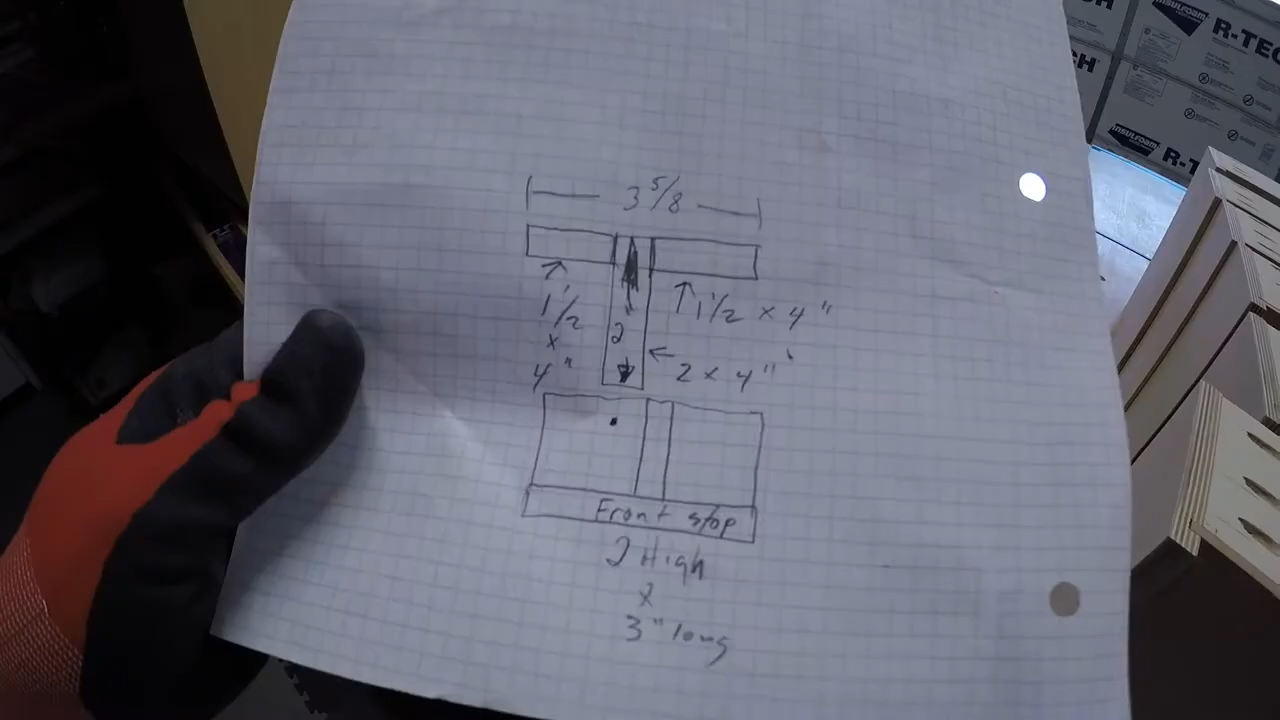 3 5/8
1 1/2
x
4"
1 1/2 x 4"
2"
2 x 4"
Front stop
2 High
x
3" long
INSULFOAM
R-TECH
INSULFOAM
R-T